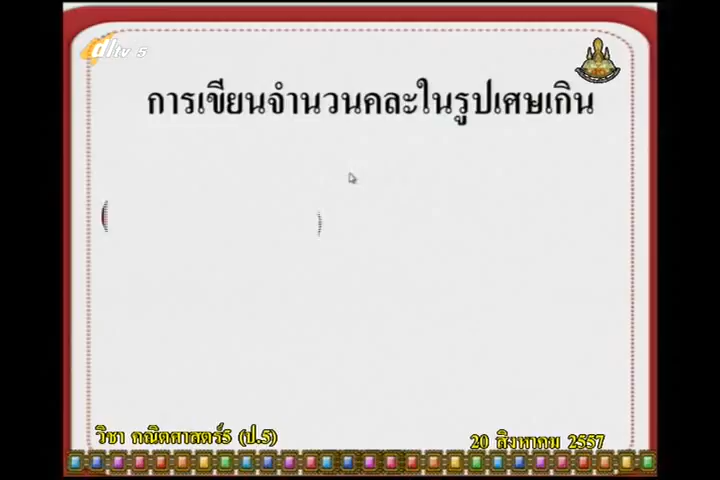 dltv 5
การเขียนจำนวนคละในรูปเศษเกิน
(                    )
วิชา คณิตศาสตร์5 (ป.5)
20 สิงหาคม 2557